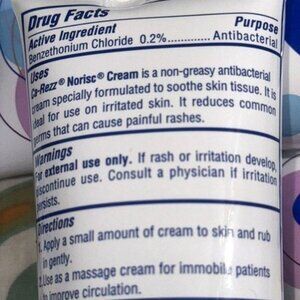 Drug Facts
Active Ingredient Purpose
Benzethonium Chloride 0.2%.............. Antibacterial
Uses
Ca-Rezz® Norisc® Cream is a non-greasy antibacterial
cream specially formulated to soothe skin tissue. It is
ideal for use on irritated skin. It reduces common
germs that can cause painful rashes.
Warnings
For external use only. If rash or irritation develop,
discontinue use. Consult a physician if irritation
persists.
Directions
1. Apply a small amount of cream to skin and rub
in gently.
2.Use as a massage cream for immobile patients
to improve circulation.